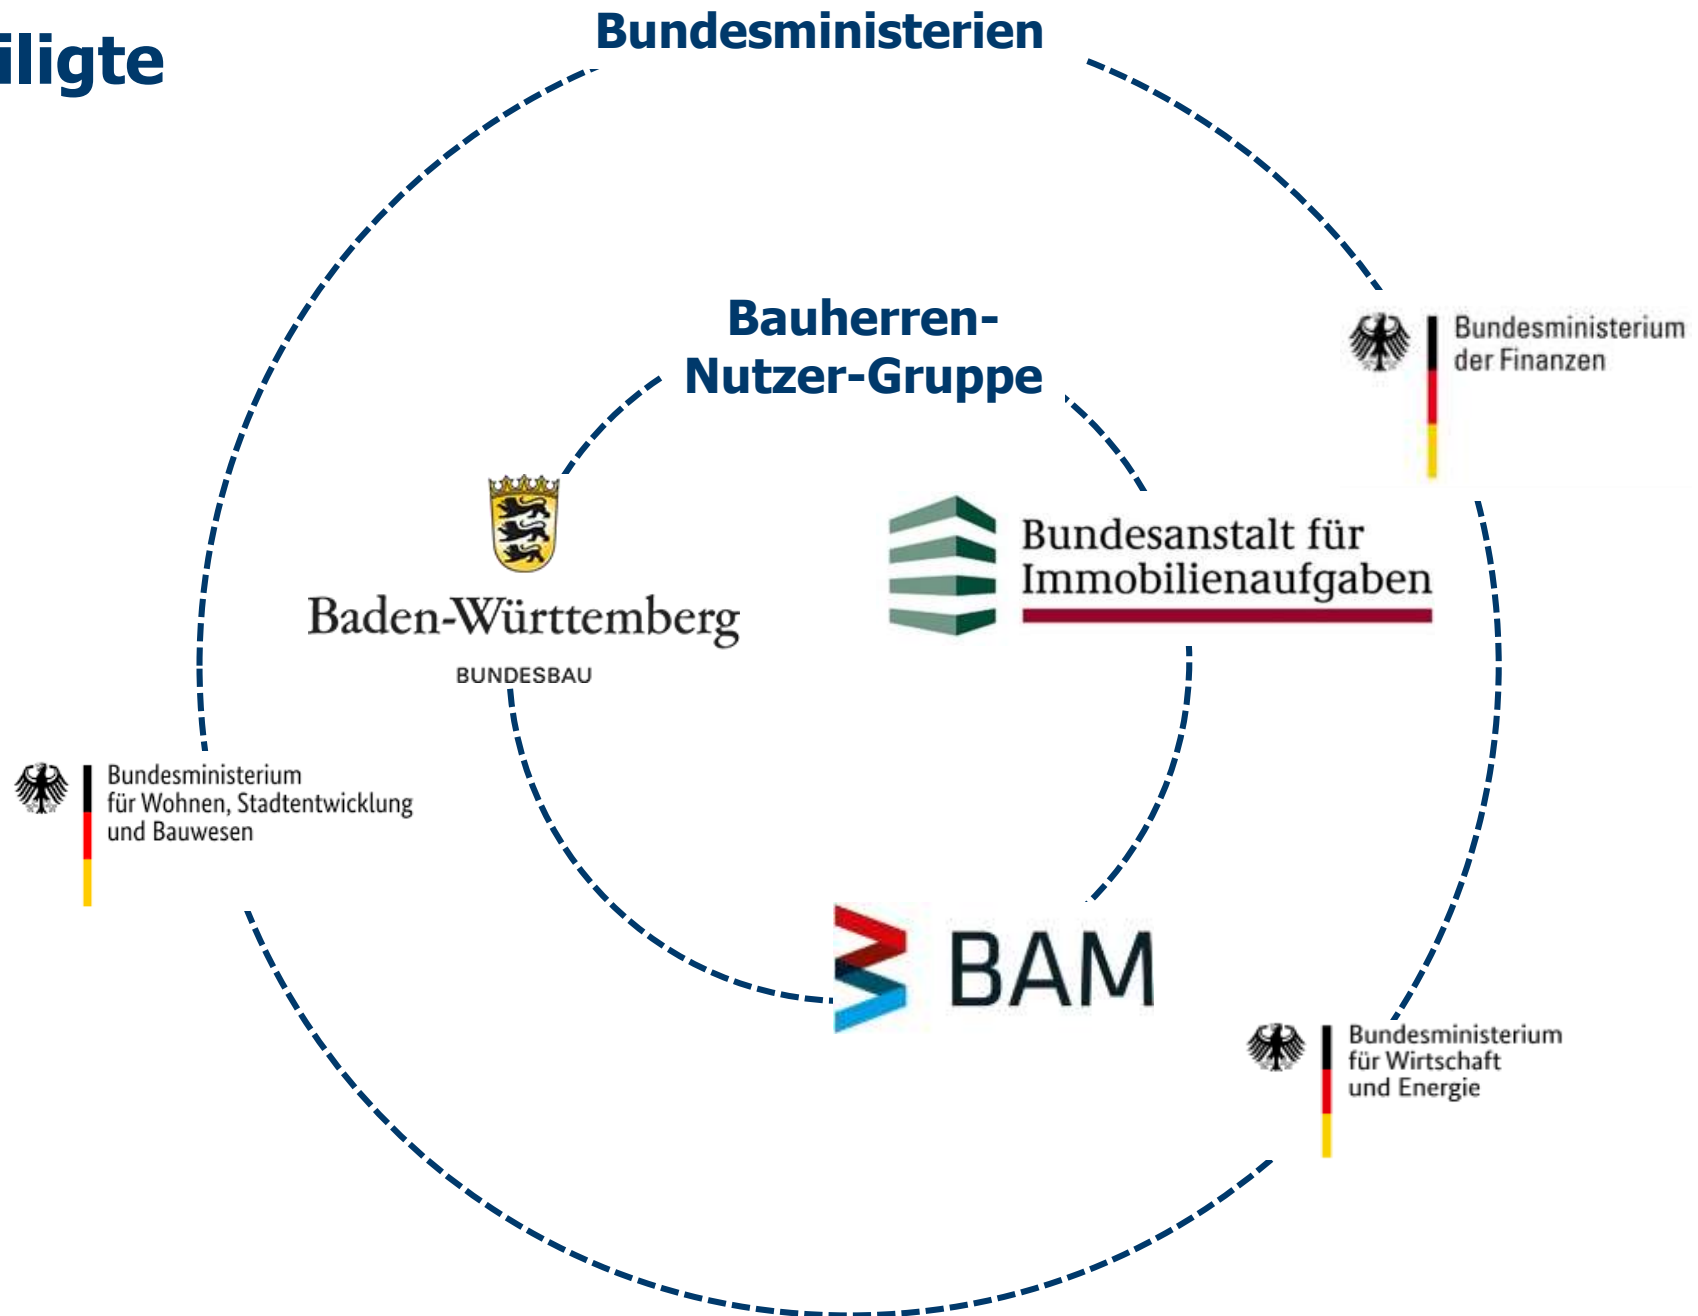 iligte
Bundesministerien
Bauherren-
Nutzer-Gruppe
Bundesministerium
der Finanzen
Baden-Württemberg
BUNDESBAU
Bundesanstalt für
Immobilienaufgaben
Bundesministerium
für Wohnen, Stadtentwicklung
und Bauwesen
BAM
Bundesministerium
für Wirtschaft
und Energie